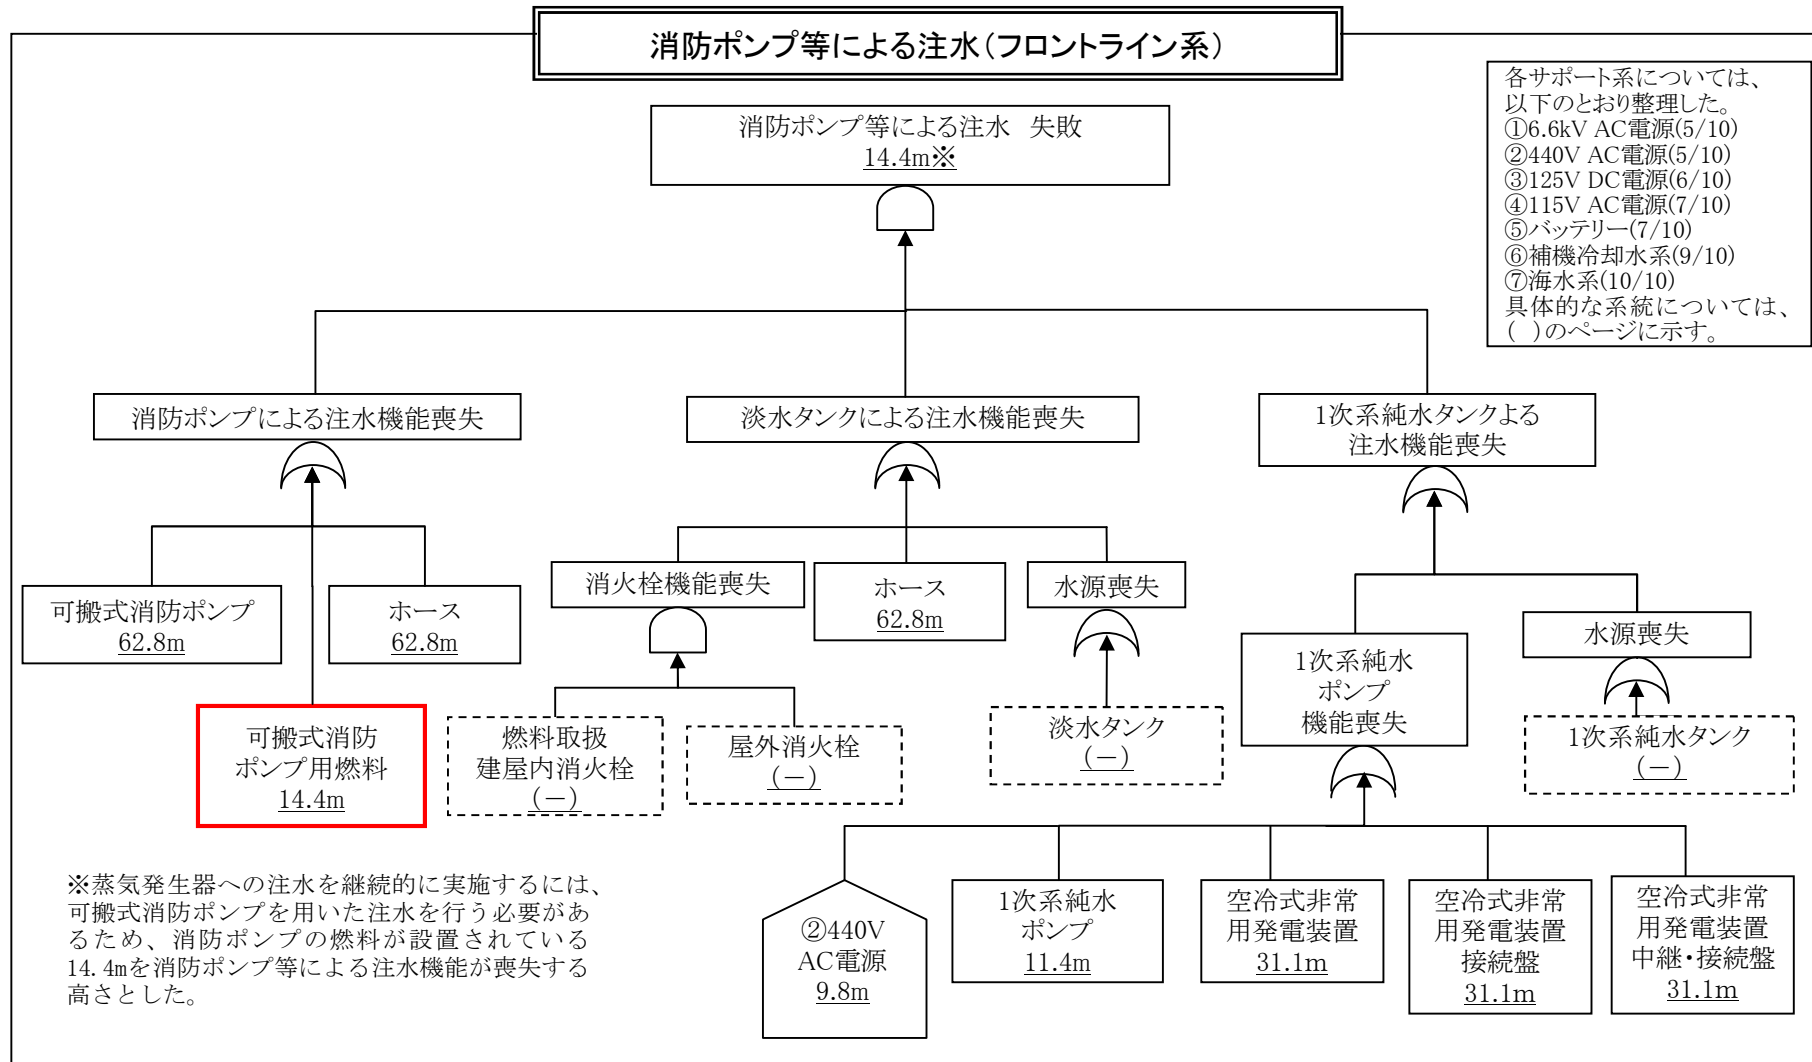 消防ポンプ等による注水(フロントライン系)
各サポート系については、
以下のとおり整理した。
①6.6kV AC電源(5/10)
②440V AC電源(5/10)
③125V DC電源(6/10)
④115V AC電源(7/10)
⑤バッテリー(7/10)
⑥補機冷却水系(9/10)
⑦海水系(10/10)
具体的な系統については、
( )のページに示す。
消防ポンプ等による注水 失敗
14.4m※
消防ポンプによる注水機能喪失
淡水タンクによる注水機能喪失
1次系純水タンクよる
注水機能喪失
可搬式消防ポンプ
62.8m
ホース
62.8m
可搬式消防
ポンプ用燃料
14.4m
消火栓機能喪失
ホース
62.8m
水源喪失
燃料取扱
建屋内消火栓
(-)
屋外消火栓
(-)
淡水タンク
(-)
1次系純水
ポンプ
機能喪失
水源喪失
1次系純水タンク
(-)
②440V
AC電源
9.8m
1次系純水
ポンプ
11.4m
空冷式非常
用発電装置
31.1m
空冷式非常
用発電装置
接続盤
31.1m
空冷式非常
用発電装置
中継・接続盤
31.1m
※蒸気発生器への注水を継続的に実施するには、
可搬式消防ポンプを用いた注水を行う必要があ
るため、消防ポンプの燃料が設置されている
14.4mを消防ポンプ等による注水機能が喪失する
高さとした。